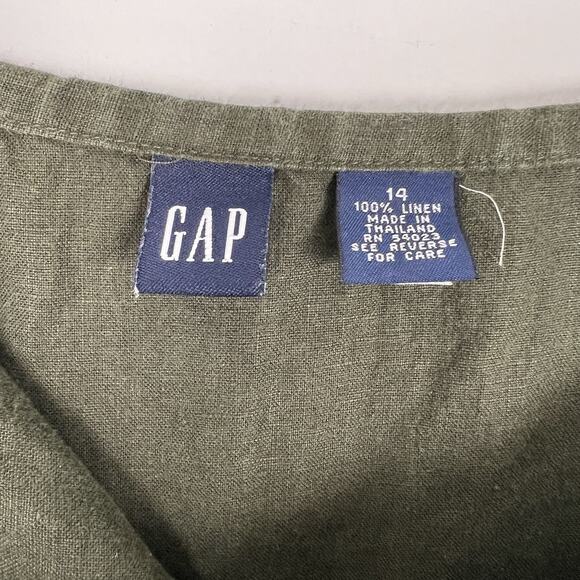 GAP
14
100% LINEN
MADE IN
THAILAND
RN 54023
SEE REVERSE
FOR CARE